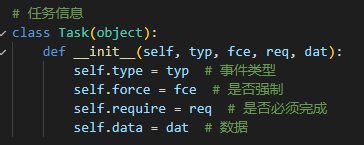 # 任务信息
class Task(object):
    def __init__(self, typ, fce, req, dat):
        self.type = typ  # 事件类型
        self.force = fce  # 是否强制
        self.require = req  # 是否必须完成
        self.data = dat  # 数据